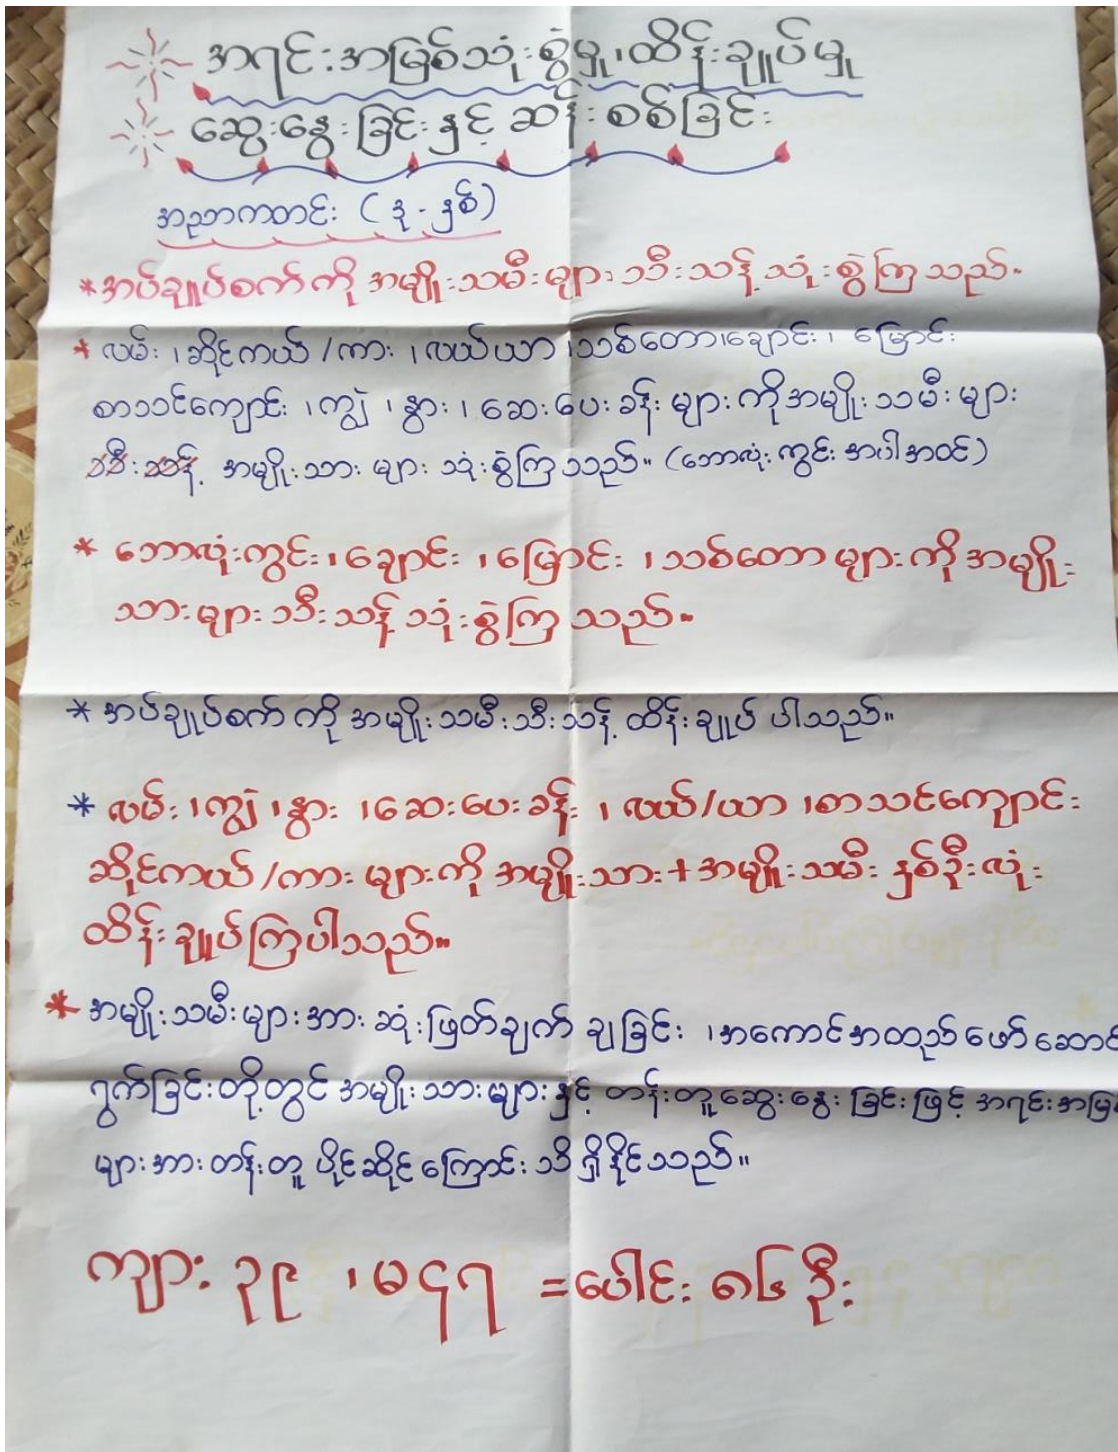 အရင်းအမြစ်သုံးစွဲမှု၊ထိန်းချုပ်မှု
ဆွေးနွေးခြင်းနှင့် ဆန်းစစ်ခြင်း
အညာကတင်း (ဒု-နှစ်)
*အပ်ချုပ်စက်ကို အမျိုးသမီးများ သီးသန့် သုံးစွဲကြသည်။
* လမ်း၊ဆိုင်ကယ်/ကား၊လယ်ယာ၊သစ်တော၊ချောင်း၊ မြောင်း
စာသင်ကျောင်း၊ကျွဲ၊နွား၊ဆေးပေးခန်းများကိုအမျိုးသမီးများ
သီးသန့် အမျိုးသားများ သုံးစွဲကြသည်။ (ဘောလုံးကွင်းအပါအဝင်)
* ဘောလုံးကွင်း၊ချောင်း၊မြောင်း၊သစ်တောများကိုအမျိုး
သားများသီးသန့် သုံးစွဲကြသည်။
* အပ်ချုပ်စက်ကို အမျိုးသမီးသီးသန့် ထိန်းချုပ်ပါသည်။
* လမ်း၊ကျွဲ၊နွား၊ဆေးပေးခန်း၊လယ်/ယာ၊စာသင်ကျောင်း
ဆိုင်ကယ်/ကားများကို အမျိုးသား+အမျိုးသမီး နှစ်ဦးလုံး
ထိန်းချုပ်ကြပါသည်။
* အမျိုးသမီးများအား ဆုံးဖြတ်ချက်ချခြင်း၊အကောင်အထည်ဖော်ဆောင်
ရွက်ခြင်းတို့တွင် အမျိုးသားများနှင့် တန်းတူဆွေးနွေးခြင်းဖြင့် အရင်းအမြစ်
များအားတန်းတူ ပိုင်ဆိုင်ကြောင်းသိရှိနိုင်သည်။
ကျား ၃၉ ၊မ ၄၇ =ပေါင်း ၈၆ ဦး